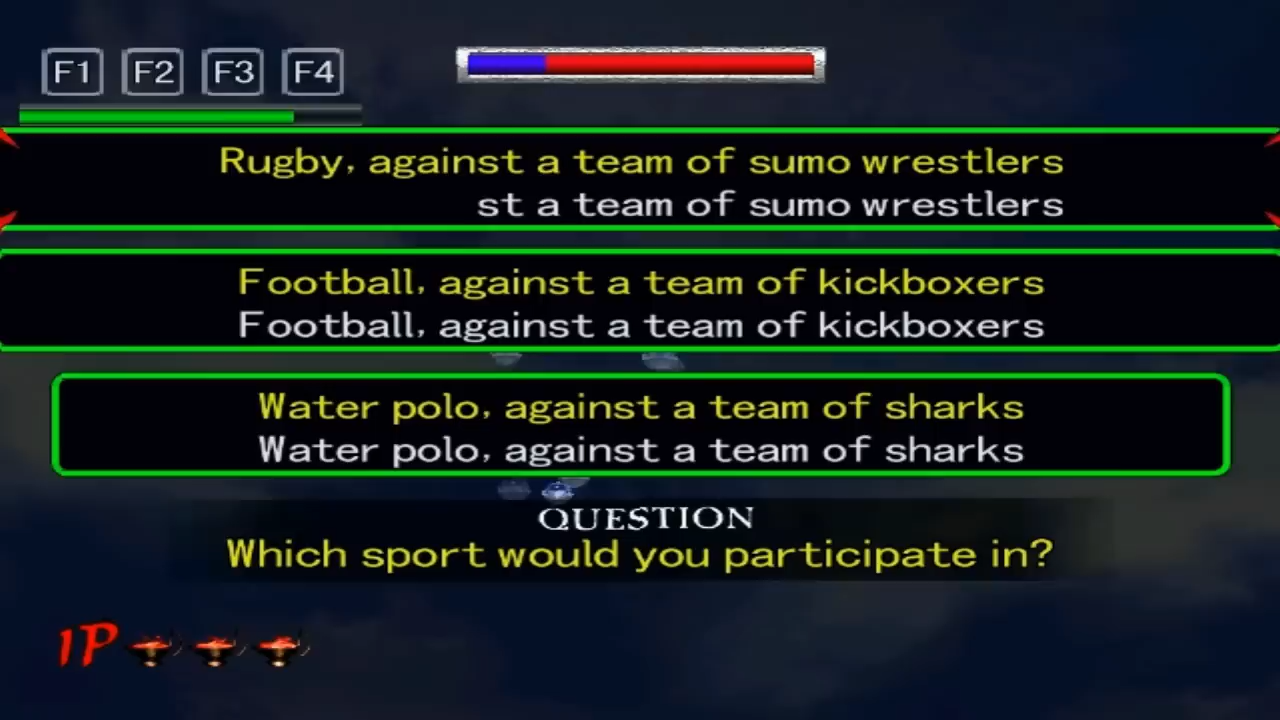 F1 F2 F3 F4
Rugby, against a team of sumo wrestlers
st a team of sumo wrestlers
Football, against a team of kickboxers
Football, against a team of kickboxers
Water polo, against a team of sharks
Water polo, against a team of sharks
QUESTION
Which sport would you participate in?
1P